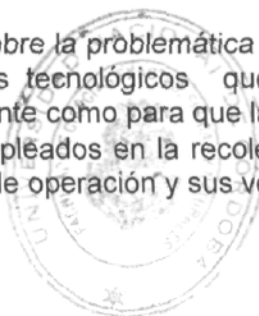 bre la problemática
s tecnológicos que
nte como para que la
pleados en la recole
de operación y sus ve